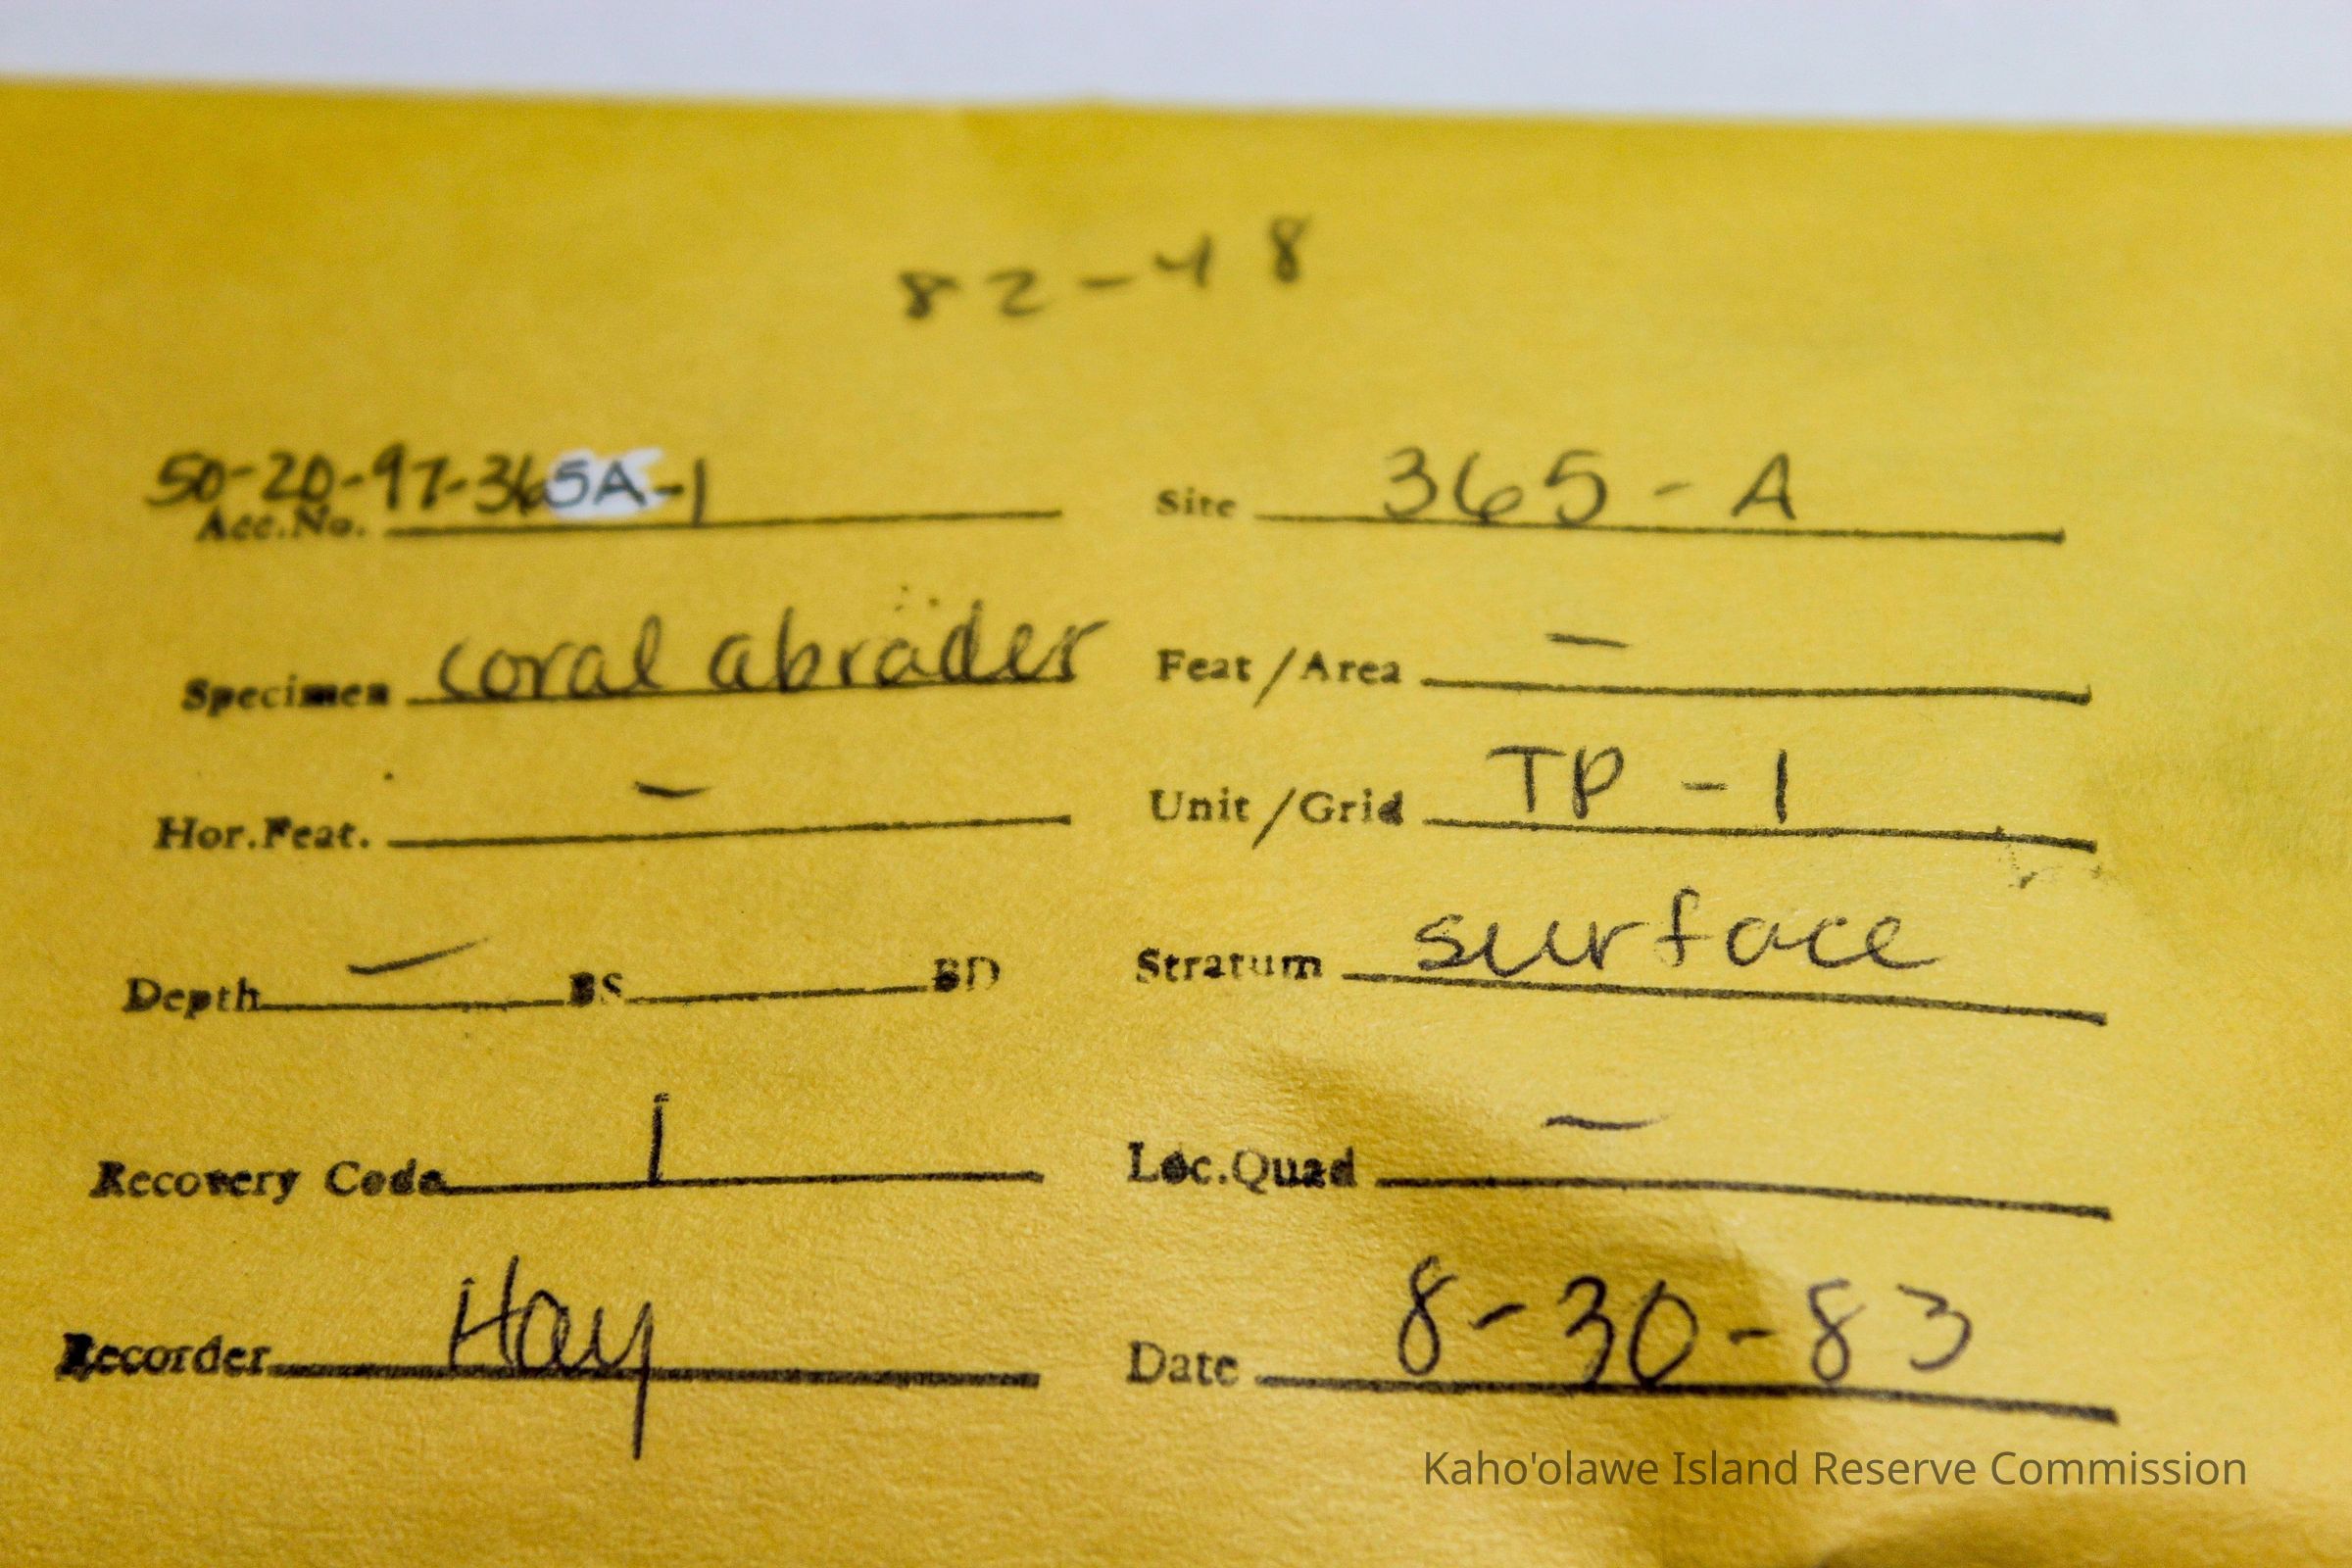 82-48
50-20-97-365A-1
Acc.No. Site 365-A
Specimen coral abrader Feat/Area —
Hor.Feat. — Unit/Grid TP-1
Depth — BS BD Stratum surface
Recovery Code 1 Loc.Quad —
Recorder Hay Date 8-30-83
Kaho'olawe Island Reserve Commission